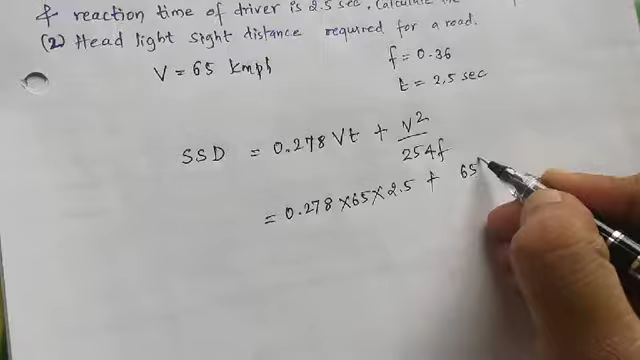 & reaction time of driver is 2.5 sec. Calculate the
(2) Head light sight distance required for a road.
V = 65 kmph
f = 0.36
t = 2.5 sec
SSD = 0.278 Vt + V²/254f
= 0.278 × 65 × 2.5 + 65